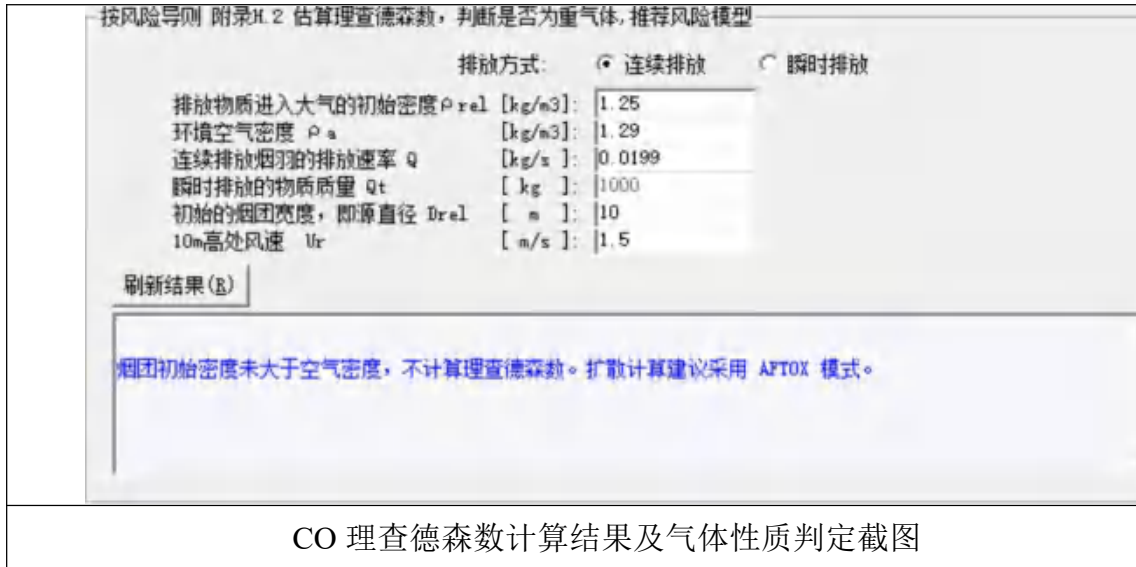 按风险导则 附录H.2 估算理查德森数，判断是否为重气体,推荐风险模型
排放方式: 连续排放 瞬时排放
排放物质进入大气的初始密度ρrel [kg/m3]: 1.25
环境空气密度 ρa [kg/m3]: 1.29
连续排放烟羽的排放速率 Q [kg/s ]: 0.0199
瞬时排放的物质质量 Qt [ kg ]: 1000
初始的烟团宽度，即源直径 Drel [ m ]: 10
10m高处风速 Ur [ m/s ]: 1.5
刷新结果(R)
烟团初始密度未大于空气密度，不计算理查德森数。扩散计算建议采用 AFTOX 模式。
CO 理查德森数计算结果及气体性质判定截图